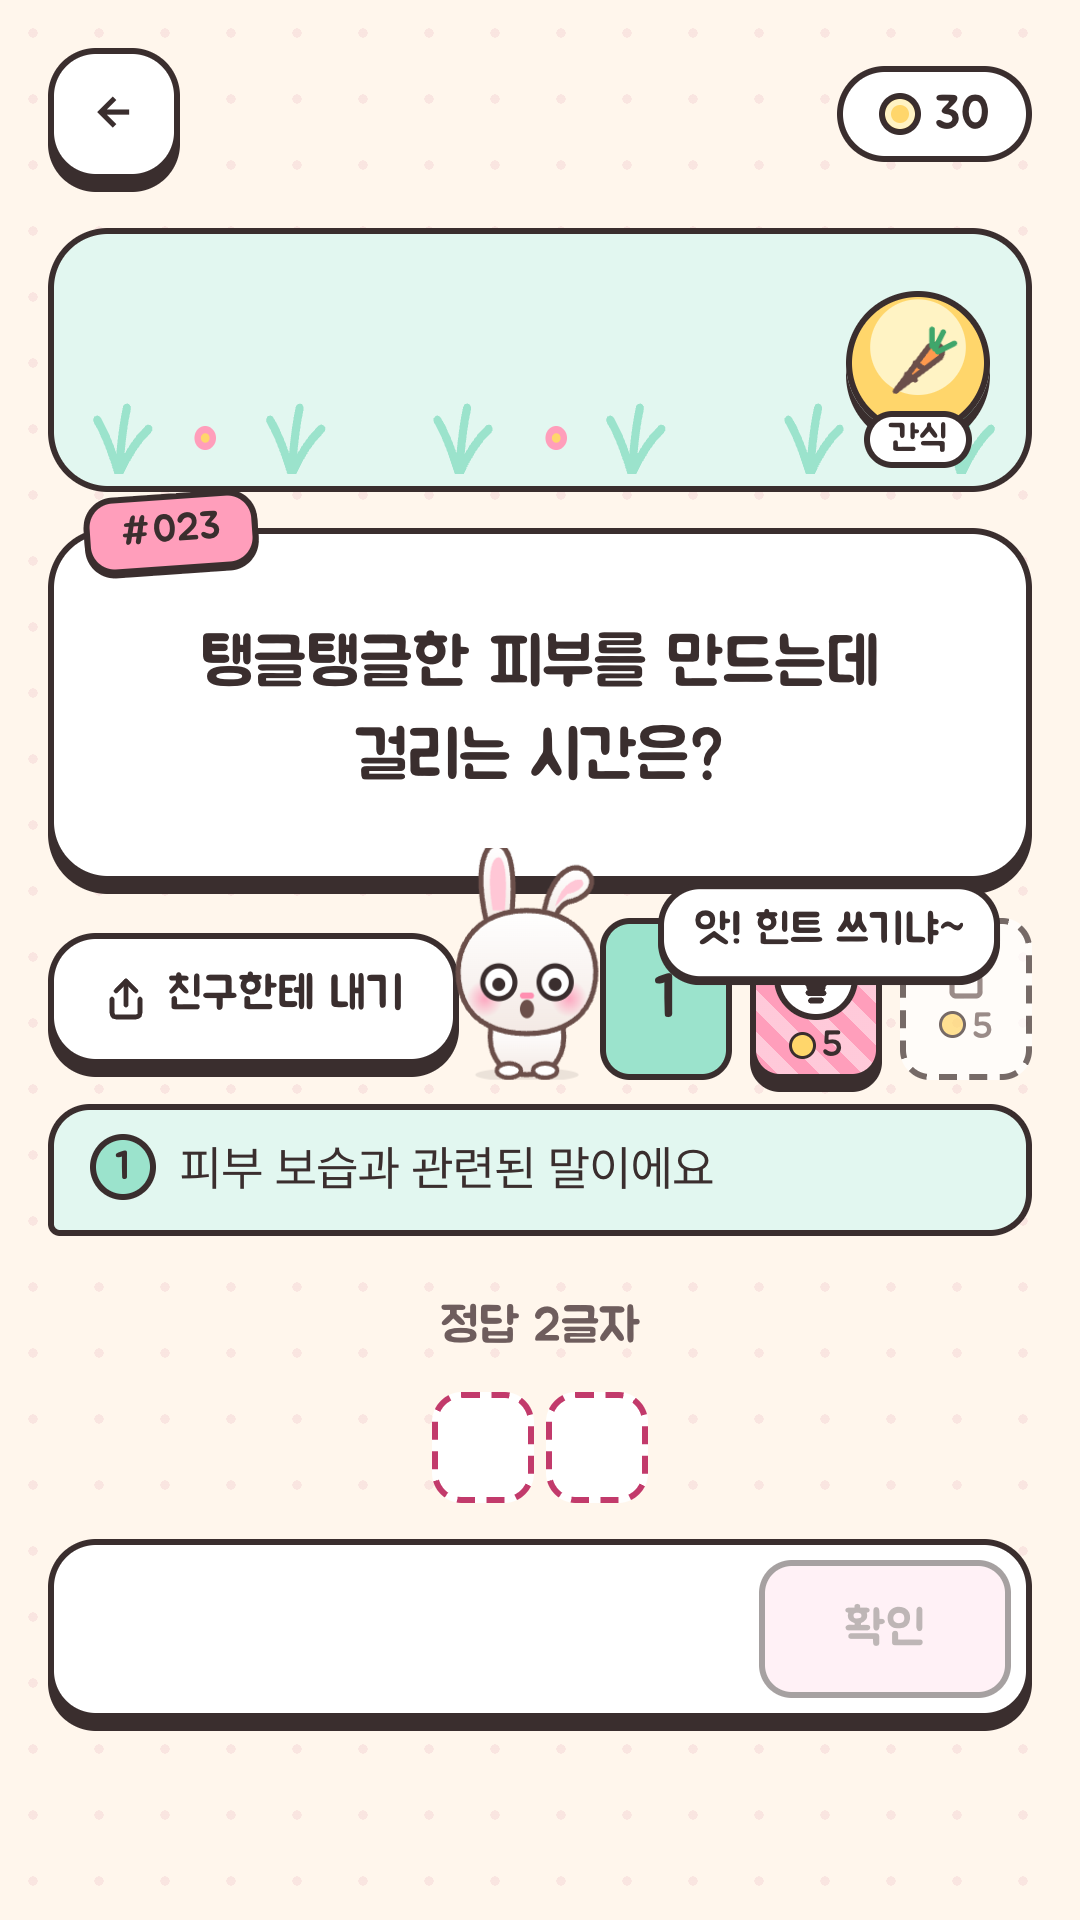 30
간식
#023
탱글탱글한 피부를 만드는데
걸리는 시간은?
앗! 힌트 쓰기냐~
친구한테 내기
1
5
5
1 피부 보습과 관련된 말이에요
정답 2글자
확인